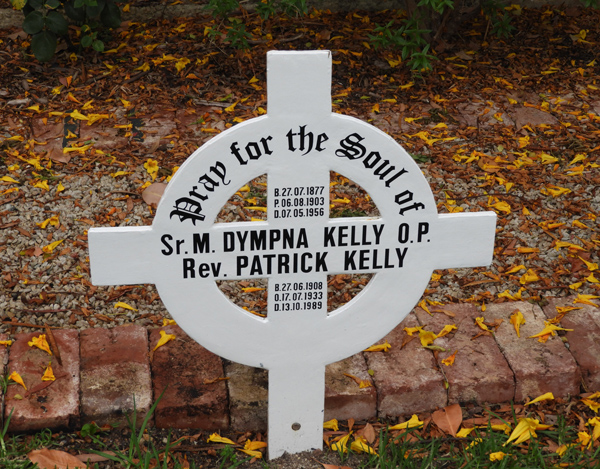 Pray for the Soul of
B. 27. 07. 1877
P. 06. 08. 1903
D. 07. 05. 1956
Sr. M. DYMPNA KELLY O.P.
Rev. PATRICK KELLY
B. 27. 06. 1908
O. 17. 07. 1933
D. 13. 10. 1989